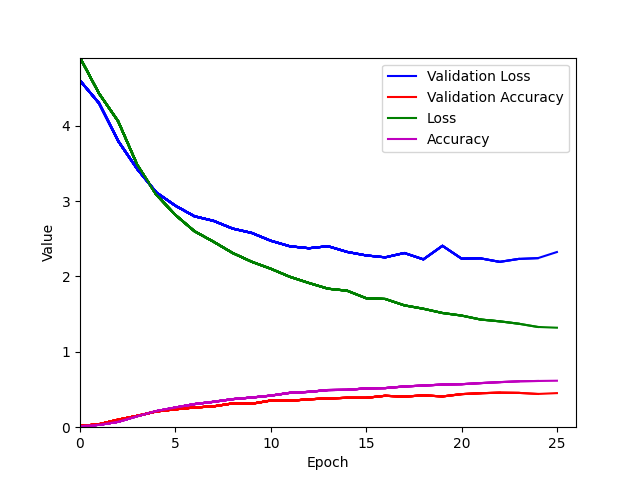 Validation Loss
Validation Accuracy
Loss
Accuracy
4
3
2
1
0
Value
0 5 10 15 20 25
Epoch